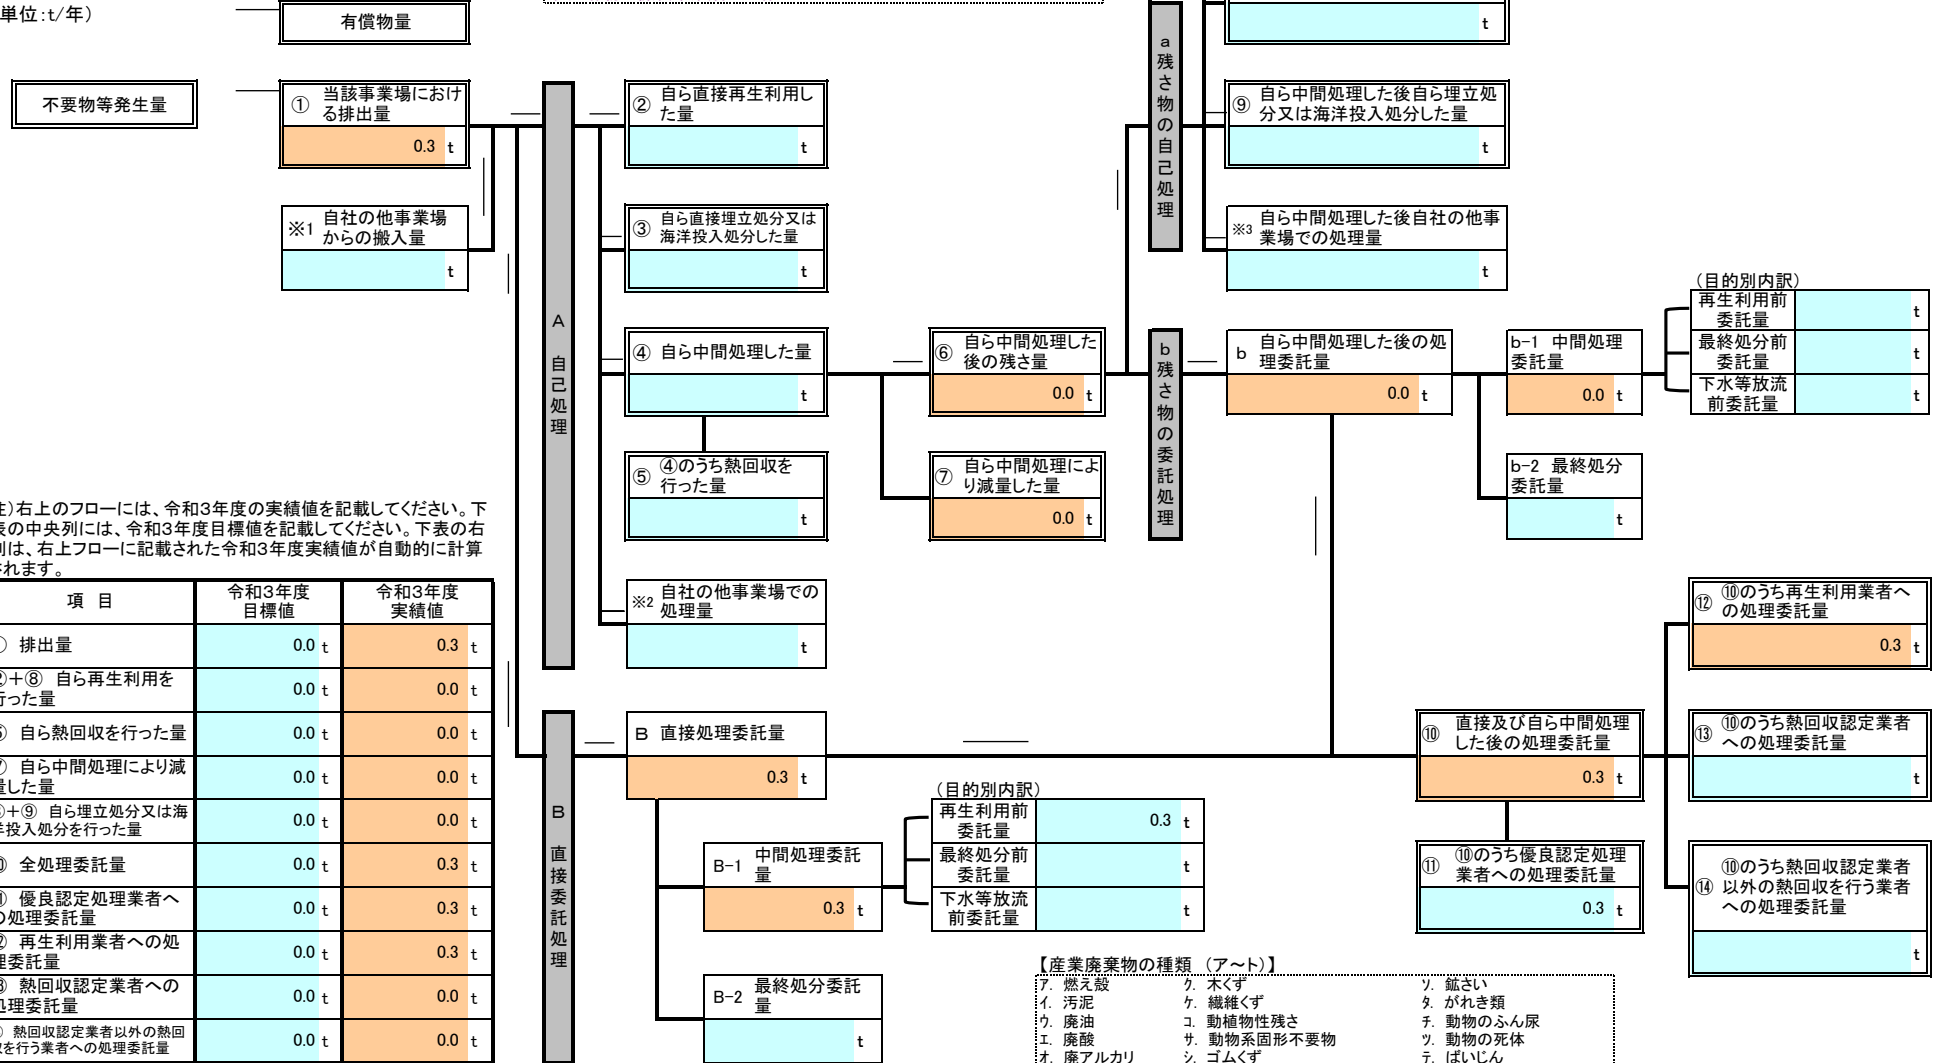 単位:t/年）
有償物量
t
不要物等発生量
① 当該事業場におけ
る排出量
0.3 t
※1 自社の他事業場
からの搬入量
t
A 自己処理
② 自ら直接再生利用し
た量
t
③ 自ら直接埋立処分又は
海洋投入処分した量
t
④ 自ら中間処理した量
t
⑤ ④のうち熱回収を
行った量
t
※2 自社の他事業場での
処理量
t
⑥ 自ら中間処理した
後の残さ量
0.0 t
⑦ 自ら中間処理によ
り減量した量
0.0 t
a残さ物の自己処理
⑨ 自ら中間処理した後自ら埋立処
分又は海洋投入処分した量
t
※3 自ら中間処理した後自社の他事
業場での処理量
t
b残さ物の委託処理
b 自ら中間処理した後の処
理委託量
0.0 t
b-1 中間処理
委託量
0.0 t
b-2 最終処分
委託量
t
（目的別内訳）
再生利用前
委託量
t
最終処分前
委託量
t
下水等放流
前委託量
t
）右上のフローには、令和3年度の実績値を記載してください。下
の中央列には、令和3年度目標値を記載してください。下表の右
は、右上フローに記載された令和3年度実績値が自動的に計算
れます。
項 目 令和3年度
目標値 令和3年度
実績値
排出量 0.0 t 0.3 t
＋⑧ 自ら再生利用を
った量 0.0 t 0.0 t
自ら熱回収を行った量 0.0 t 0.0 t
自ら中間処理により減
した量 0.0 t 0.0 t
＋⑨ 自ら埋立処分又は海
投入処分を行った量 0.0 t 0.0 t
全処理委託量 0.0 t 0.3 t
優良認定処理業者へ
処理委託量 0.0 t 0.3 t
再生利用業者への処
委託量 0.0 t 0.3 t
熱回収認定業者への
処理委託量 0.0 t 0.0 t
熱回収認定業者以外の熱回
を行う業者への処理委託量 0.0 t 0.0 t
B 直接委託処理
B 直接処理委託量
0.3 t
B-1 中間処理委託
量
0.3 t
B-2 最終処分委託
量
t
（目的別内訳）
再生利用前
委託量
0.3 t
最終処分前
委託量
t
下水等放流
前委託量
t
⑩ 直接及び自ら中間処理
した後の処理委託量
0.3 t
⑪ ⑩のうち優良認定処理
業者への処理委託量
0.3 t
⑫ ⑩のうち再生利用業者へ
の処理委託量
0.3 t
⑬ ⑩のうち熱回収認定業者
への処理委託量
t
⑭ ⑩のうち熱回収認定業者
以外の熱回収を行う業者
への処理委託量
t
【産業廃棄物の種類 （ア～ト）】
ｱ. 燃え殻 ｸ. 木くず ｿ. 鉱さい
ｲ. 汚泥 ｹ. 繊維くず ﾀ. がれき類
ｳ. 廃油 ｺ. 動植物性残さ ﾁ. 動物のふん尿
ｴ. 廃酸 ｻ. 動物系固形不要物 ﾂ. 動物の死体
ｵ. 廃アルカリ ｼ. ゴムくず ﾃ. ばいじん